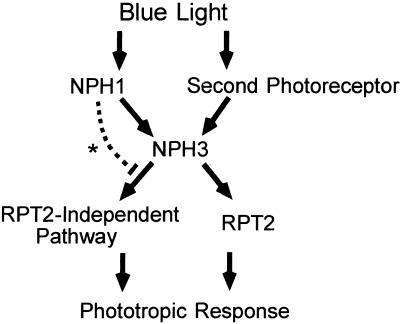 Blue Light
NPH1
Second Photoreceptor
*
NPH3
RPT2-Independent
Pathway
RPT2
Phototropic Response